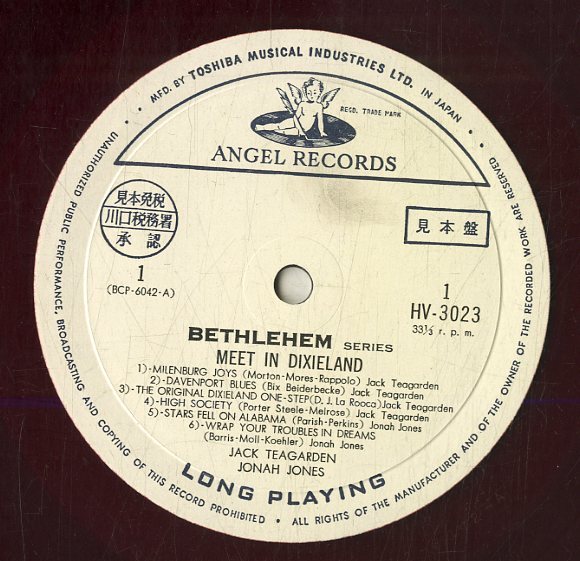 MFD. BY TOSHIBA MUSICAL INDUSTRIES LTD. IN JAPAN •
REGD. TRADE MARK
ANGEL RECORDS
見本発税
川口税務署
承認
見本盤
1
(BCP-6042-A)
1
HV-3023
33⅓ r. p. m.
BETHLEHEM SERIES
MEET IN DIXIELAND
1)-MILENBURG JOYS (Morton-Mores-Rappolo) Jack Teagarden
2)-DAVENPORT BLUES (Bix Beiderbecke) Jack Teagarden
3)-THE ORIGINAL DIXIELAND ONE-STEP(D. J. La Rooca)Jack Teagarden
4)-HIGH SOCIETY (Porter Steele-Melrose) Jack Teagarden
5)-STARS FELL ON ALABAMA (Parish-Perkins) Jonah Jones
6)-WRAP YOUR TROUBLES IN DREAMS
(Barris-Moll-Koehler) Jonah Jones
JACK TEAGARDEN
JONAH JONES
LONG PLAYING
UNAUTHORIZED PUBLIC PERFORMANCE, BROADCASTING AND COPYING OF THIS RECORD PROHIBITED • ALL RIGHTS OF THE MANUFACTURER AND OF THE OWNER OF THE RECORDED WORK ARE RESERVED